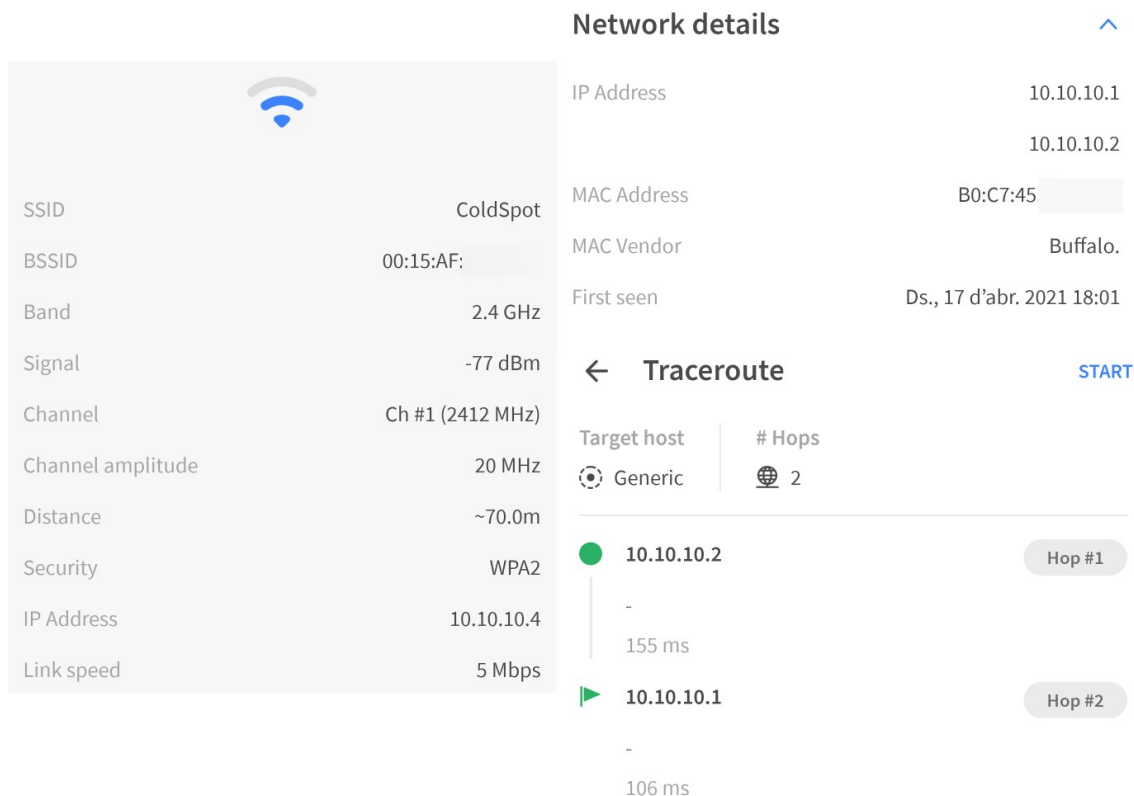 SSID ColdSpot
BSSID 00:15:AF:
Band 2.4 GHz
Signal -77 dBm
Channel Ch #1 (2412 MHz)
Channel amplitude 20 MHz
Distance ~70.0m
Security WPA2
IP Address 10.10.10.4
Link speed 5 Mbps
Network details
IP Address 10.10.10.1
10.10.10.2
MAC Address B0:C7:45
MAC Vendor Buffalo.
First seen Ds., 17 d’abr. 2021 18:01
Traceroute START
Target host # Hops
Generic 2
10.10.10.2 Hop #1
-
155 ms
10.10.10.1 Hop #2
-
106 ms